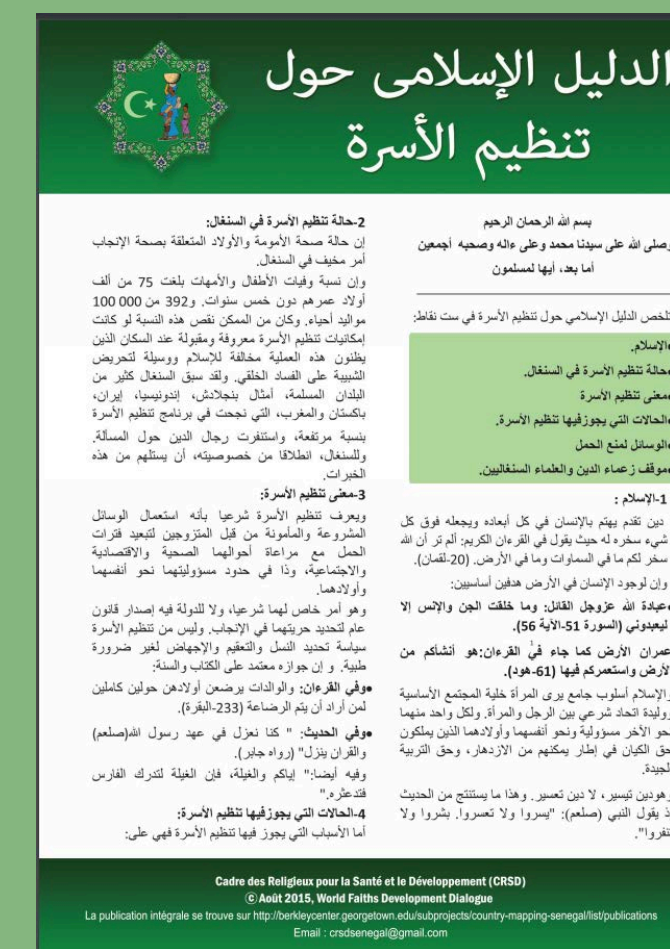 الدليل الإسلامى حول
تنظيم الأسرة
بسم الله الرحمان الرحيم
وصلى الله على سيدنا محمد وعلى ءاله وصحبه أجمعين
أما بعد، أيها لمسلمون
تلخص الدليل الإسلامي حول تنظيم الأسرة في ست نقاط:
•الإسلام.
•حالة تنظيم الأسرة في السنغال.
•معنى تنظيم الأسرة
•الحالات التي يجوزفيها تنظيم الأسرة.
•الوسائل لمنع الحمل
•موقف زعماء الدين والعلماء السنغاليين.
1-الإسلام :
دين تقدم يهتم بالإنسان في كل أبعاده ويجعله فوق كل
شيء سخره له حيث يقول في القرءان الكريم: ألم تر أن الله
سخر لكم ما في السماوات وما في الأرض. (20-لقمان).
وإن لوجود الإنسان في الأرض هدفين أساسيين:
•عبادة الله عزوجل القائل: وما خلقت الجن والإنس إلا
ليعبدوني (السورة 51-الآية 56).
عمران الأرض كما جاء في القرءان:هو أنشأكم من
الأرض واستعمركم فيها (61-هود).
والإسلام أسلوب جامع يرى المرأة خلية المجتمع الأساسية
وليدة اتحاد شرعي بين الرجل والمرأة. ولكل واحد منهما
نحو الآخر مسؤولية ونحو أنفسهما وأولادهما الذين يملكون
حق الكيان في إطار يمكنهم من الازدهار، وحق التربية
الجيدة.
وهودين تيسير، لا دين تعسير. وهذا ما يستنتج من الحديث
إذ يقول النبي (صلعم): "يسروا ولا تعسروا. بشروا ولا
تنفروا".
2-حالة تنظيم الأسرة في السنغال:
إن حالة صحة الأمومة والأولاد المتعلقة بصحة الإنجاب
أمر مخيف في السنغال.
وإن نسبة وفيات الأطفال والأمهات بلغت 75 من ألف
أولاد عمرهم دون خمس سنوات. و392 من 000 100
مواليد أحياء. وكان من الممكن نقص هذه النسبة لو كانت
إمكانيات تنظيم الأسرة معروفة ومقبولة عند السكان الذين
يظنون هذه العملية مخالفة للإسلام ووسيلة لتحريض
الشبيبة على الفساد الخلقي. ولقد سبق السنغال كثير من
البلدان المسلمة، أمثال بنجلادش، إندونيسيا، إيران،
باكستان والمغرب، التي نجحت في برنامج تنظيم الأسرة
بنسبة مرتفعة، واستنفرت رجال الدين حول المسألة.
وللسنغال، انطلاقا من خصوصيته، أن يستلهم من هذه
الخبرات.
3-معنى تنظيم الأسرة:
ويعرف تنظيم الأسرة شرعيا بأنه استعمال الوسائل
المشروعة والمأمونة من قبل المتزوجين لتبعيد فترات
الحمل مع مراعاة أحوالهما الصحية والاقتصادية
والاجتماعية، وذا في حدود مسؤوليتهما نحو أنفسهما
وأولادهما.
وهو أمر خاص لهما شرعيا، ولا للدولة فيه إصدار قانون
عام لتحديد حريتهما في الإنجاب. وليس من تنظيم الأسرة
سياسة تحديد النسل والتعقيم والإجهاض لغير ضرورة
طبية. و إن جوازه معتمد على الكتاب والسنة:
•وفي القرءان: والوالدات يرضعن أولادهن حولين كاملين
لمن أراد أن يتم الرضاعة (233-البقرة).
•وفي الحديث: " كنا نعزل في عهد رسول الله(صلعم)
والقران ينزل" (رواه جابر).
وفيه أيضا:" إياكم والغيلة، فإن الغيلة لتدرك الفارس
فتدعثره."
4-الحالات التي يجوزفيها تنظيم الأسرة:
أما الأسباب التي يجوز فيها تنظيم الأسرة فهي على:
Cadre des Religieux pour la Santé et le Développement (CRSD)
© Août 2015, World Faiths Development Dialogue
La publication intégrale se trouve sur http://berkleycenter.georgetown.edu/subprojects/country-mapping-senegal/list/publications
Email : crsdsenegal@gmail.com